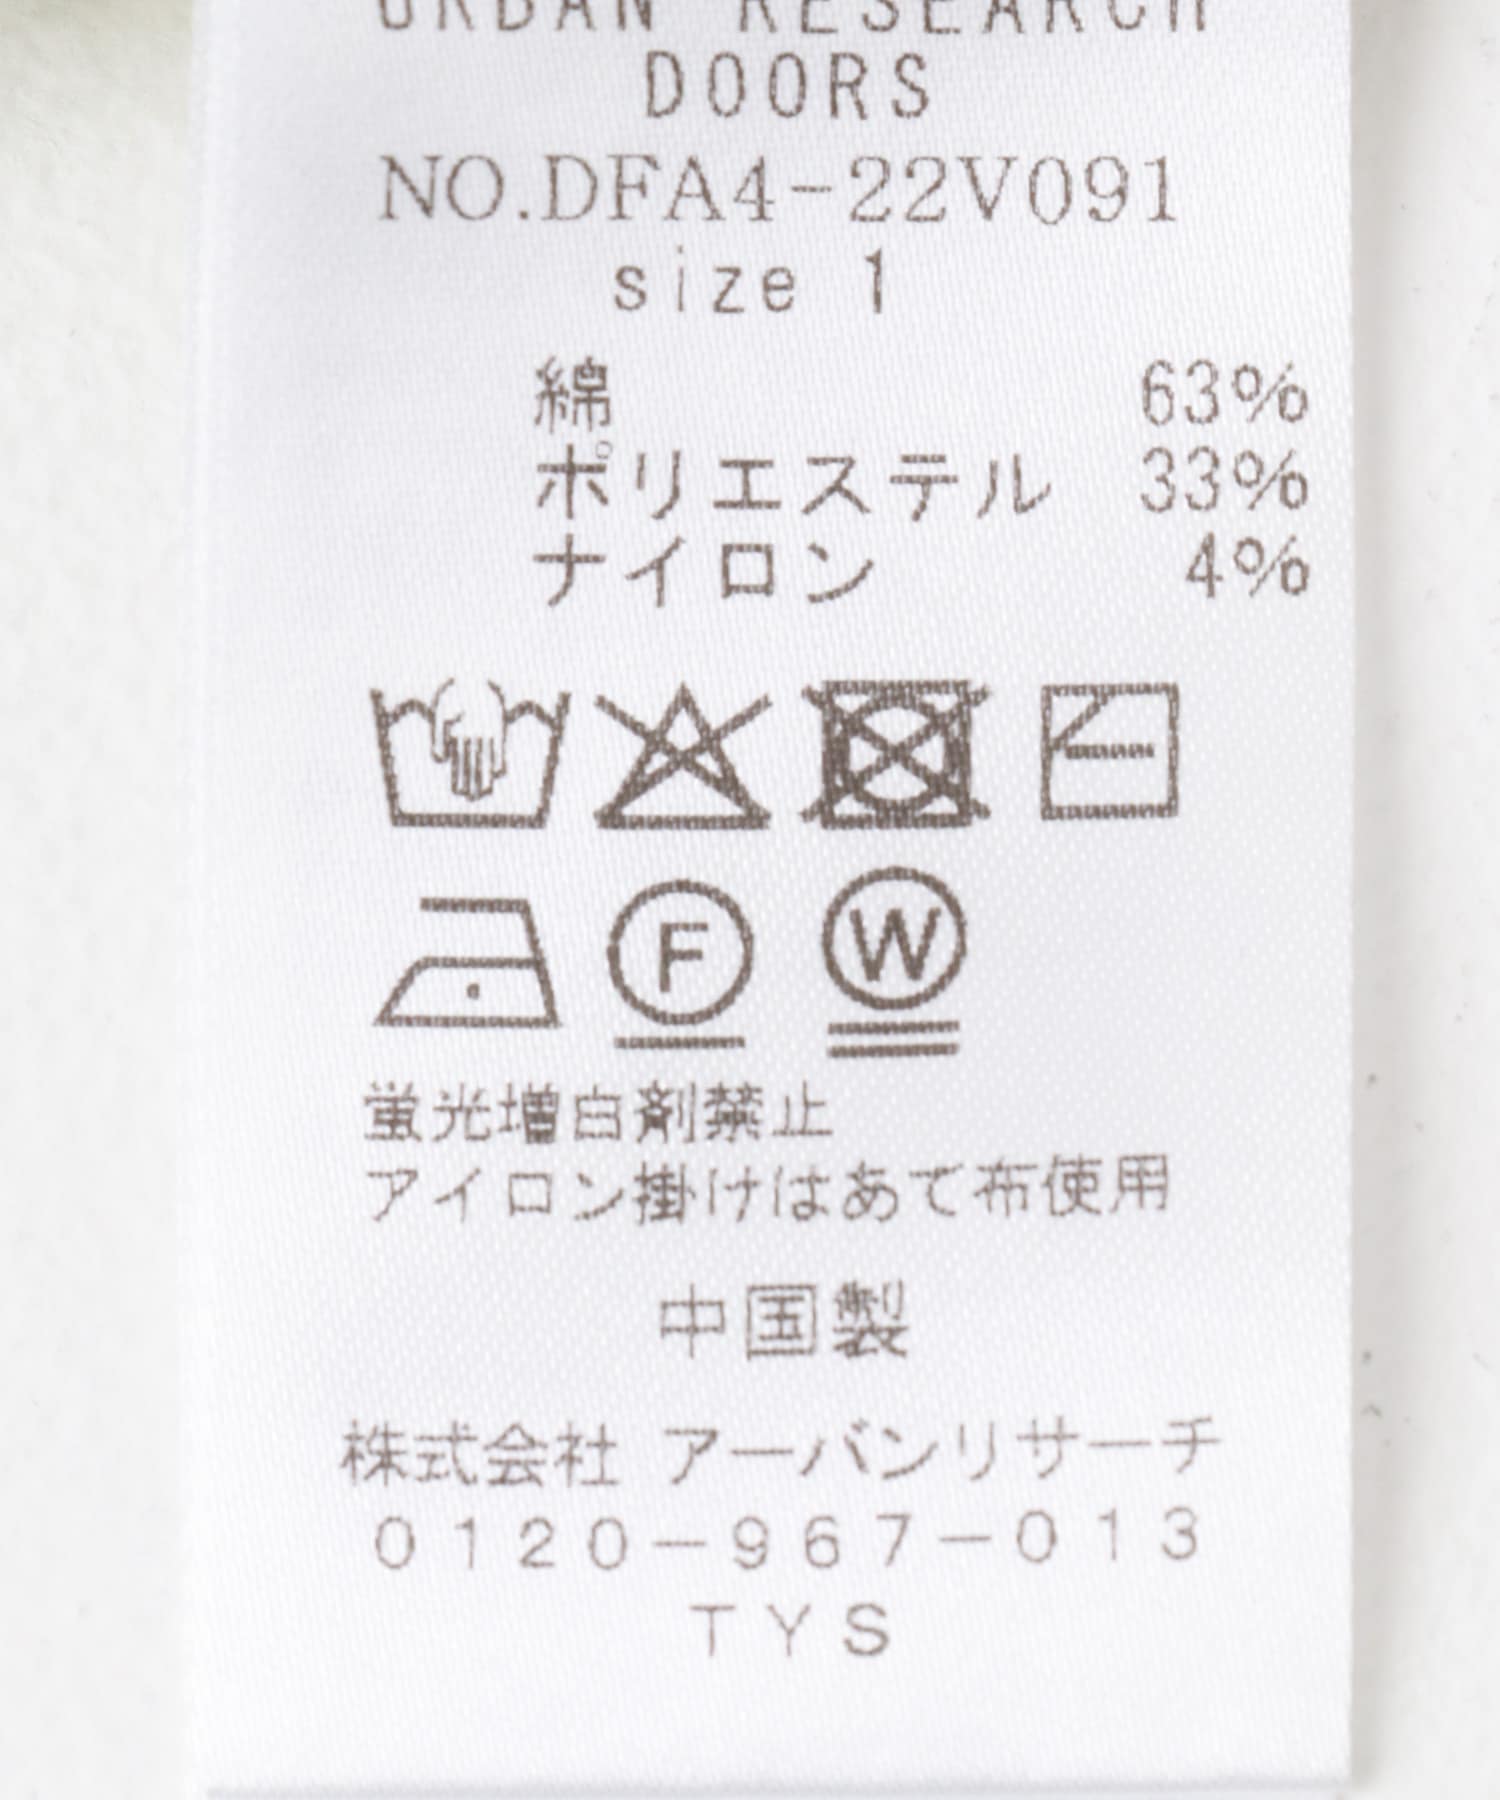 URBAN RESEARCH
DOORS
NO.DFA4-22V091
size 1
綿 63%
ポリエステル 33%
ナイロン 4%
F W
蛍光増白剤禁止
アイロン掛けはあて布使用
中国製
株式会社 アーバンリサーチ
0120-967-013
TYS